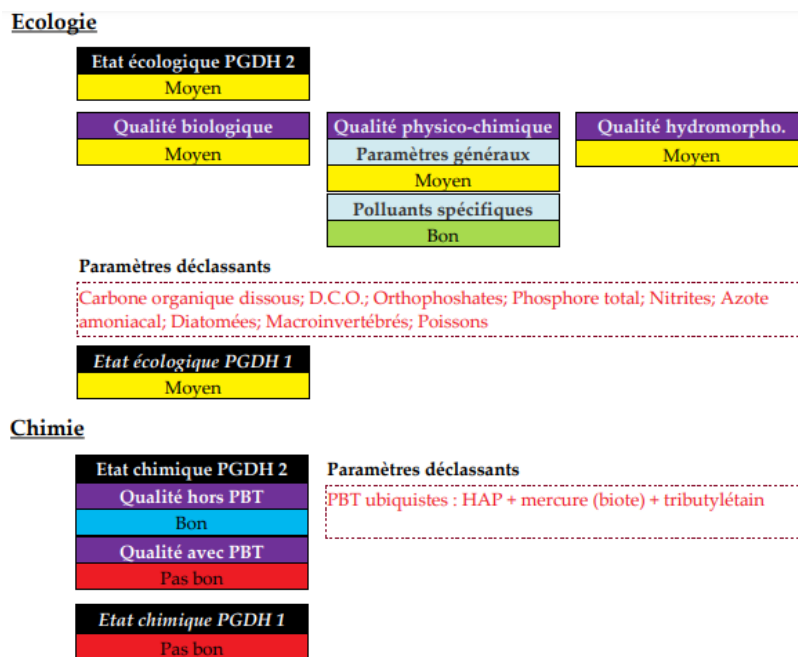 Ecologie
Etat écologique PGDH 2
Moyen
Qualité biologique
Moyen
Qualité physico-chimique
Paramètres généraux
Moyen
Polluants spécifiques
Bon
Qualité hydromorpho.
Moyen
Paramètres déclassants
Carbone organique dissous; D.C.O.; Orthophoshates; Phosphore total; Nitrites; Azote
amoniacal; Diatomées; Macroinvertébrés; Poissons
Etat écologique PGDH 1
Moyen
Chimie
Etat chimique PGDH 2
Qualité hors PBT
Bon
Qualité avec PBT
Pas bon
Paramètres déclassants
PBT ubiquistes : HAP + mercure (biote) + tributylétain
Etat chimique PGDH 1
Pas bon